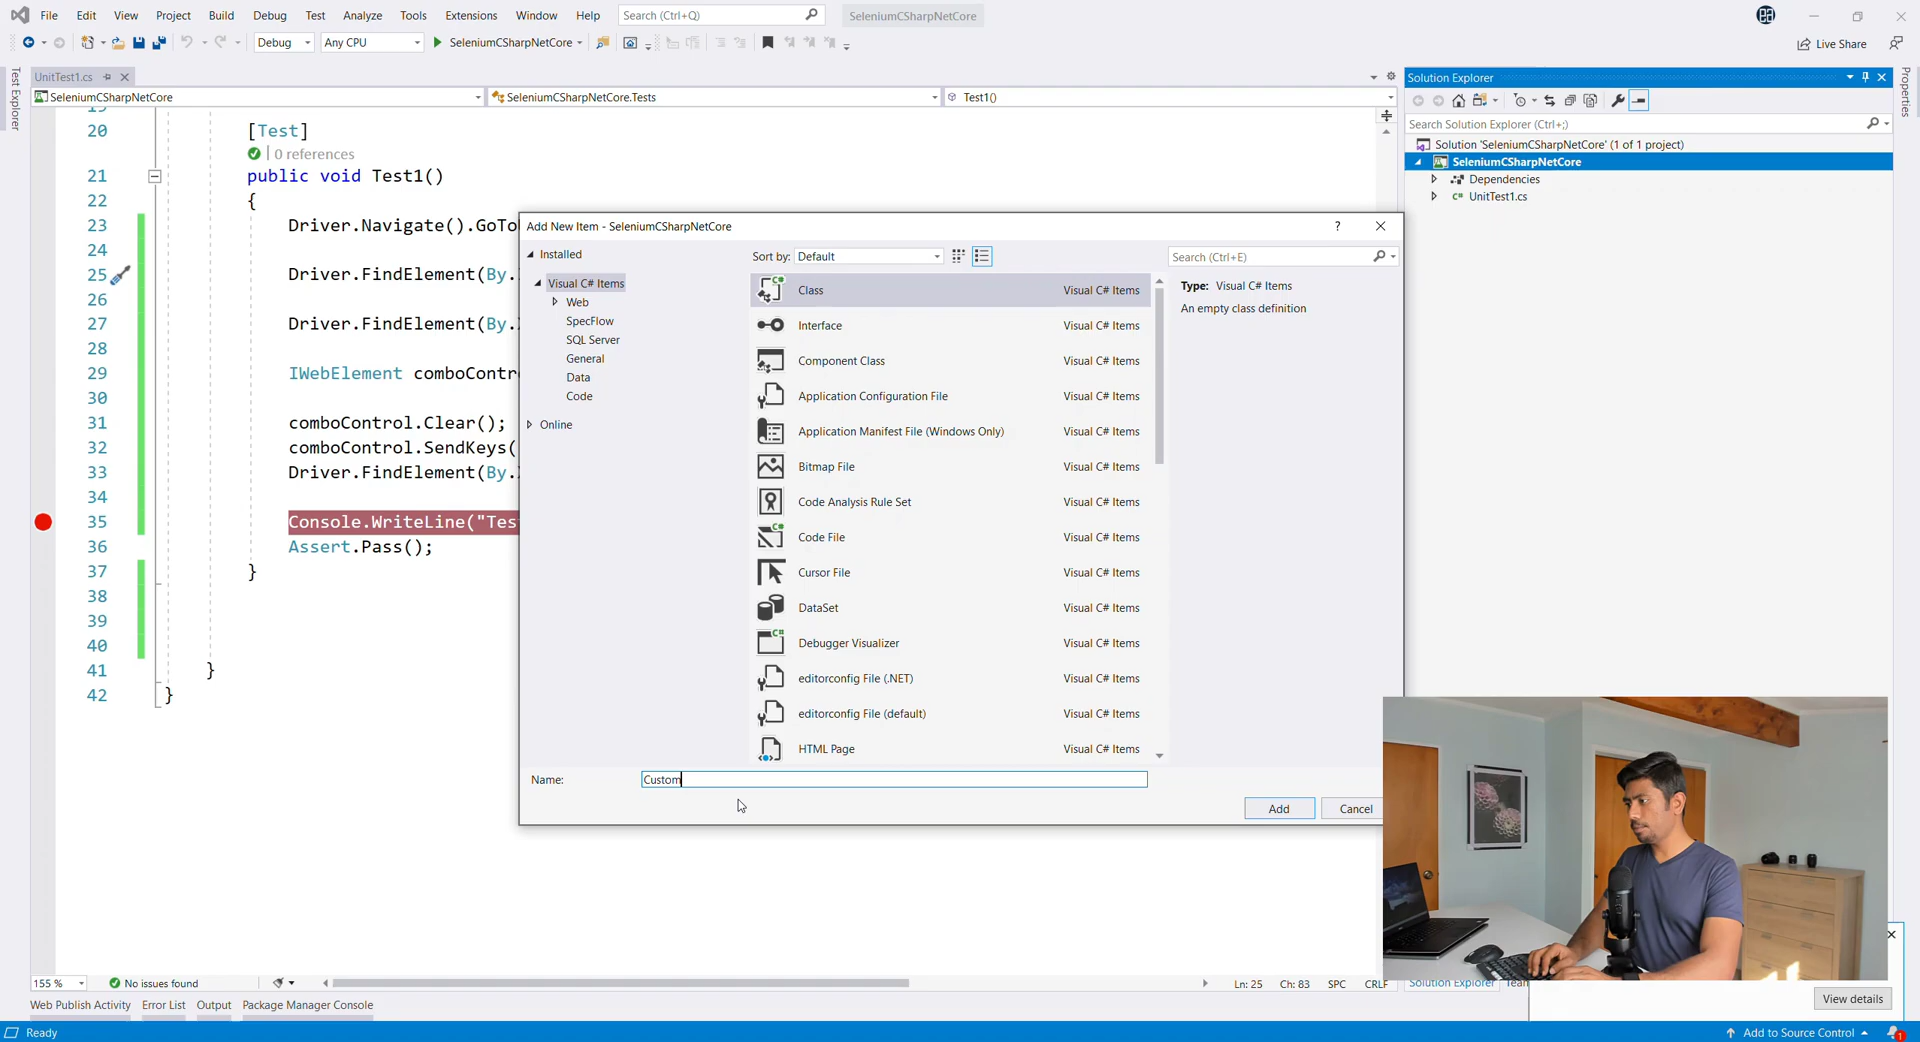 File Edit View Project Build Debug Test Analyze Tools Extensions Window Help Search (Ctrl+Q) SeleniumCSharpNetCore
Debug Any CPU SeleniumCSharpNetCore Live Share
Test Explorer
UnitTest1.cs
SeleniumCSharpNetCore SeleniumCSharpNetCore.Tests Test1()
20 [Test]
0 references
21 public void Test1()
22 {
23 Driver.Navigate().GoTo
24
25 Driver.FindElement(By.
26
27 Driver.FindElement(By.
28
29 IWebElement comboContr
30
31 comboControl.Clear();
32 comboControl.SendKeys(
33 Driver.FindElement(By.
34
35 Console.WriteLine("Tes
36 Assert.Pass();
37 }
38
39
40
41 }
42 }
Add New Item - SeleniumCSharpNetCore ?
Installed
Visual C# Items
Web
SpecFlow
SQL Server
General
Data
Code
Online
Sort by: Default
Search (Ctrl+E)
Class Visual C# Items
Interface Visual C# Items
Component Class Visual C# Items
Application Configuration File Visual C# Items
Application Manifest File (Windows Only) Visual C# Items
Bitmap File Visual C# Items
Code Analysis Rule Set Visual C# Items
Code File Visual C# Items
Cursor File Visual C# Items
DataSet Visual C# Items
Debugger Visualizer Visual C# Items
editorconfig File (.NET) Visual C# Items
editorconfig File (default) Visual C# Items
HTML Page Visual C# Items
Type: Visual C# Items
An empty class definition
Name: Custom
Add Cancel
Solution Explorer
Search Solution Explorer (Ctrl+;)
Solution 'SeleniumCSharpNetCore' (1 of 1 project)
SeleniumCSharpNetCore
Dependencies
C# UnitTest1.cs
Properties
155 % No issues found Ln: 25 Ch: 83 SPC CRLF
Solution Explorer Team
View details
Web Publish Activity Error List Output Package Manager Console
Ready Add to Source Control 1